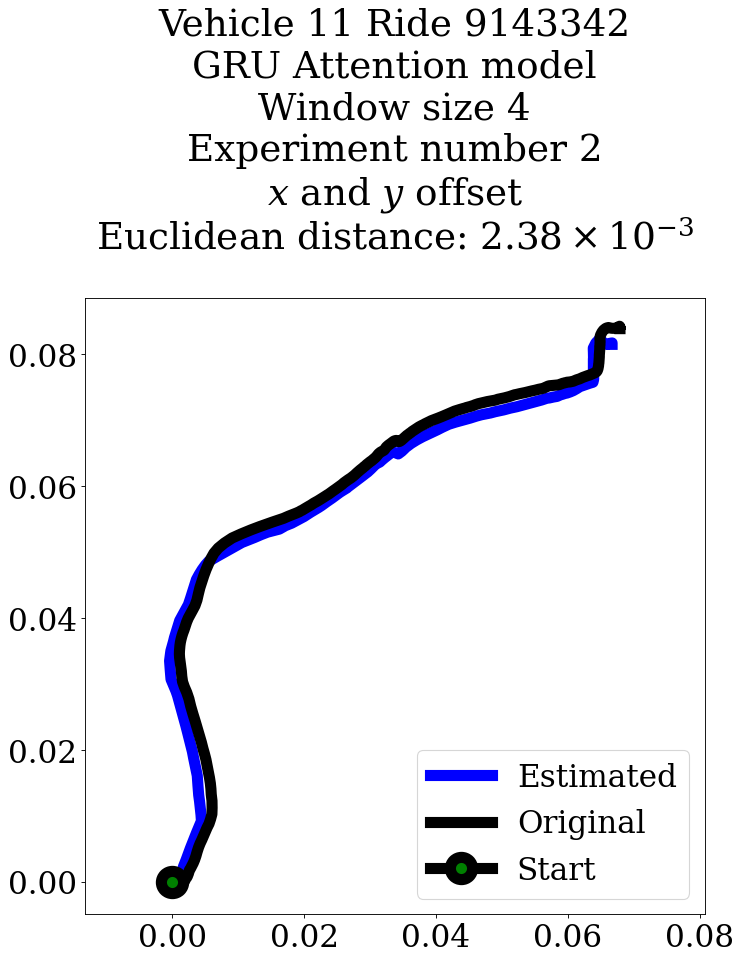 Vehicle 11 Ride 9143342
GRU Attention model
Window size 4
Experiment number 2
x and y offset
Euclidean distance: 2.38 × 10⁻³
0.08
0.06
0.04
0.02
0.00
Estimated
Original
Start
0.00 0.02 0.04 0.06 0.08